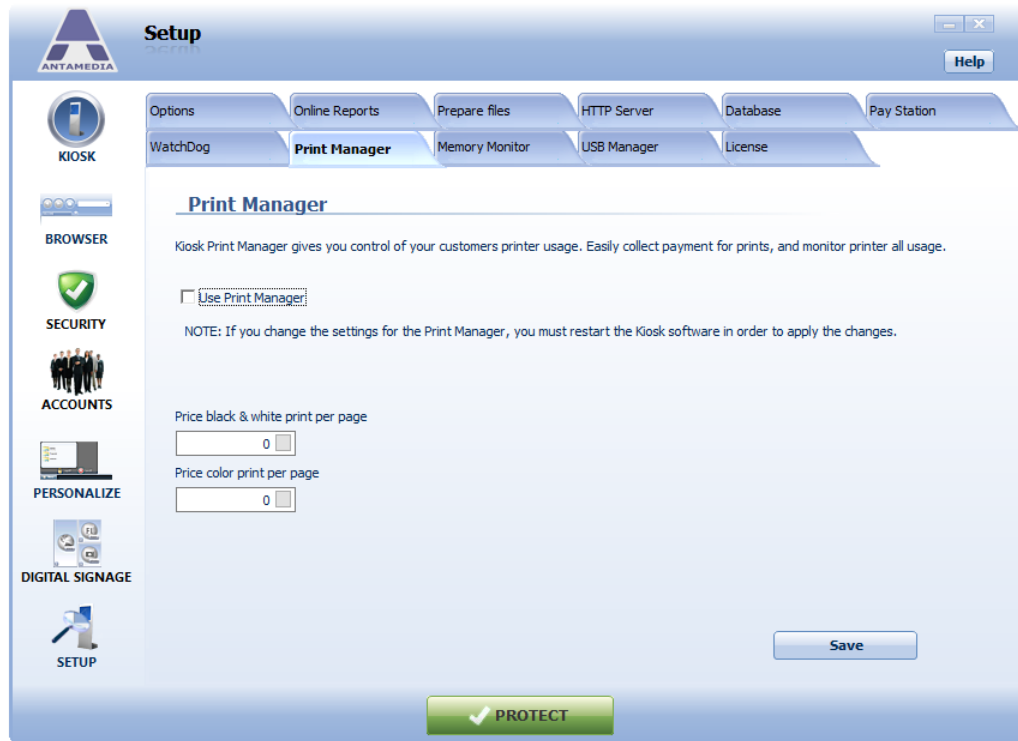 Setup
ANTAMEDIA
Help
Options
Online Reports
Prepare files
HTTP Server
Database
Pay Station
WatchDog
Print Manager
Memory Monitor
USB Manager
License
KIOSK
BROWSER
SECURITY
ACCOUNTS
PERSONALIZE
DIGITAL SIGNAGE
SETUP
Print Manager
Kiosk Print Manager gives you control of your customers printer usage. Easily collect payment for prints, and monitor printer all usage.
Use Print Manager
NOTE: If you change the settings for the Print Manager, you must restart the Kiosk software in order to apply the changes.
Price black & white print per page
0
Price color print per page
0
Save
PROTECT